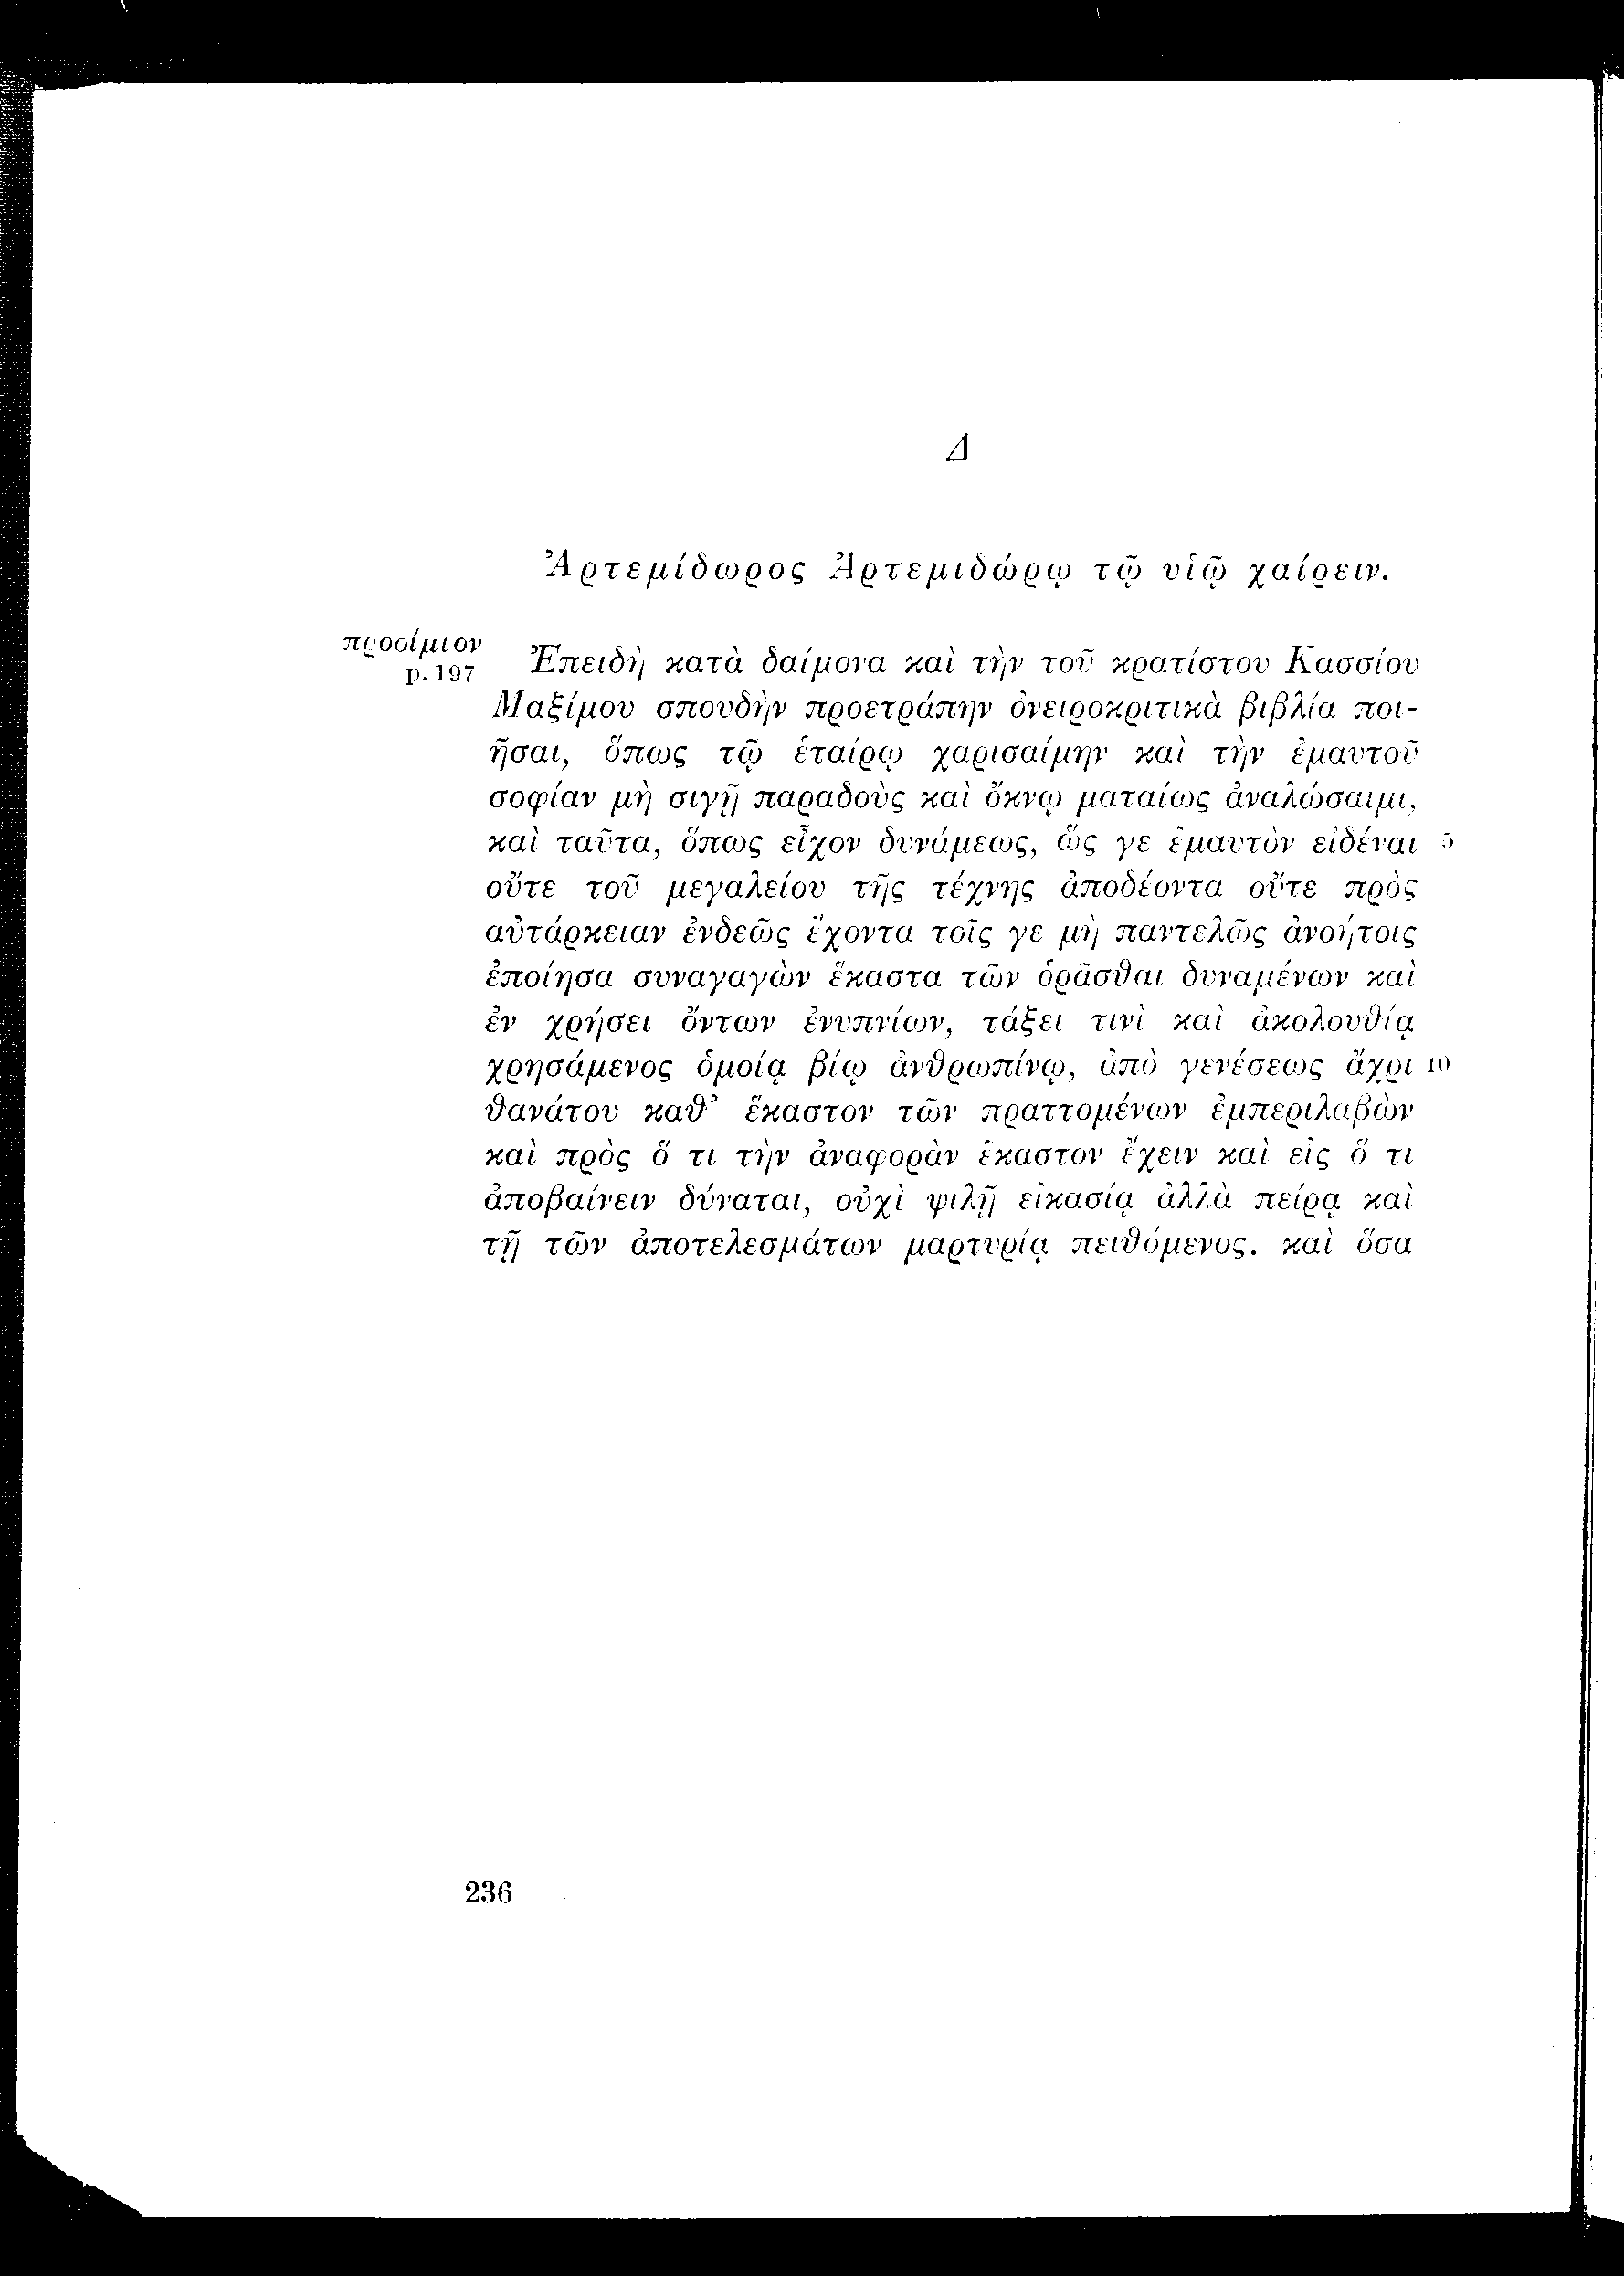 Δ
Ἀρτεμίδωρος Ἀρτεμιδώρῳ τῷ υἱῷ χαίρειν.
προοίμιον
p. 197
Ἐπειδὴ κατὰ δαίμονα καὶ τὴν τοῦ κρατίστου Κασσίου
Μαξίμου σπουδὴν προετράπην ὀνειροκριτικὰ βιβλία ποι-
ῆσαι, ὅπως τῷ ἑταίρῳ χαρισαίμην καὶ τὴν ἐμαυτοῦ
σοφίαν μὴ σιγῇ παραδοὺς καὶ ὄκνῳ ματαίως ἀναλώσαιμι,
καὶ ταῦτα, ὅπως εἶχον δυνάμεως, ὥς γε ἐμαυτὸν εἰδέναι 5
οὔτε τοῦ μεγαλείου τῆς τέχνης ἀποδέοντα οὔτε πρὸς
αὐτάρκειαν ἐνδεῶς ἔχοντα τοῖς γε μὴ παντελῶς ἀνοήτοις
ἐποίησα συναγαγὼν ἕκαστα τῶν ὁρᾶσθαι δυναμένων καὶ
ἐν χρήσει ὄντων ἐνυπνίων, τάξει τινὶ καὶ ἀκολουθίᾳ
χρησάμενος ὁμοίᾳ βίῳ ἀνθρωπίνῳ, ἀπὸ γενέσεως ἄχρι 10
θανάτου καθ’ ἕκαστον τῶν πραττομένων ἐμπεριλαβὼν
καὶ πρὸς ὅ τι τὴν ἀναφορὰν ἕκαστον ἔχειν καὶ εἰς ὅ τι
ἀποβαίνειν δύναται, οὐχὶ ψιλῇ εἰκασίᾳ ἀλλὰ πείρᾳ καὶ
τῇ τῶν ἀποτελεσμάτων μαρτυρίᾳ πειθόμενος. καὶ ὅσα
236